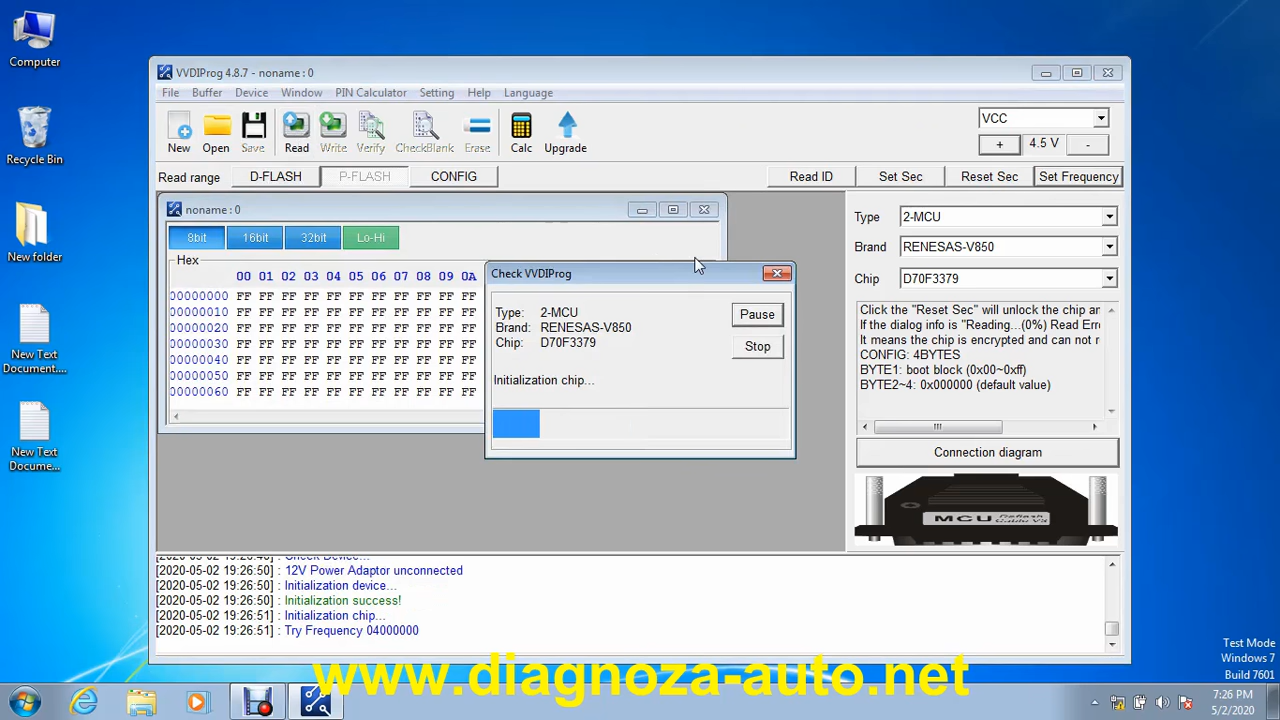 Computer
Recycle Bin
New folder
New Text
Document....
New Text
Docume...
VVDIProg 4.8.7 - noname : 0
File Buffer Device Window PIN Calculator Setting Help Language
New Open Save Read Write Verify CheckBlank Erase Calc Upgrade
VCC
+ 4.5 V -
Read range D-FLASH P-FLASH CONFIG Read ID Set Sec Reset Sec Set Frequency
noname : 0
8bit 16bit 32bit Lo-Hi
Hex
00 01 02 03 04 05 06 07 08 09 0A
00000000 FF FF FF FF FF FF FF FF FF FF FF
00000010 FF FF FF FF FF FF FF FF FF FF FF
00000020 FF FF FF FF FF FF FF FF FF FF FF
00000030 FF FF FF FF FF FF FF FF FF FF FF
00000040 FF FF FF FF FF FF FF FF FF FF FF
00000050 FF FF FF FF FF FF FF FF FF FF FF
00000060 FF FF FF FF FF FF FF FF FF FF FF
Check VVDIProg
Type: 2-MCU
Brand: RENESAS-V850
Chip: D70F3379
Pause
Stop
Initialization chip...
Type 2-MCU
Brand RENESAS-V850
Chip D70F3379
Click the "Reset Sec" will unlock the chip an
If the dialog info is "Reading...(0%) Read Erro
It means the chip is encrypted and can not r
CONFIG: 4BYTES
BYTE1: boot block (0x00~0xff)
BYTE2~4: 0x000000 (default value)
Connection diagram
MCU Reflash Cable V3
[2020-05-02 19:26:48] : Check Device...
[2020-05-02 19:26:50] : 12V Power Adaptor unconnected
[2020-05-02 19:26:50] : Initialization device...
[2020-05-02 19:26:50] : Initialization success!
[2020-05-02 19:26:51] : Initialization chip...
[2020-05-02 19:26:51] : Try Frequency 04000000
Test Mode
Windows 7
Build 7601
www.diagnoza-auto.net
7:26 PM
5/2/2020